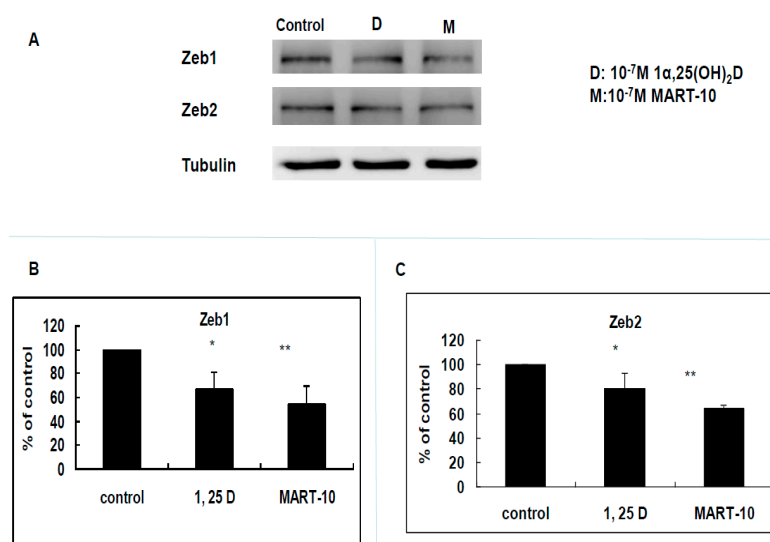 A
Control D M
Zeb1
Zeb2
Tubulin
D: 10⁻⁷M 1α,25(OH)₂D
M:10⁻⁷M MART-10
B
Zeb1
% of control
120
100
80
60
40
20
0
*
**
control 1, 25 D MART-10
C
Zeb2
% of control
120
100
80
60
40
20
0
*
**
control 1, 25 D MART-10